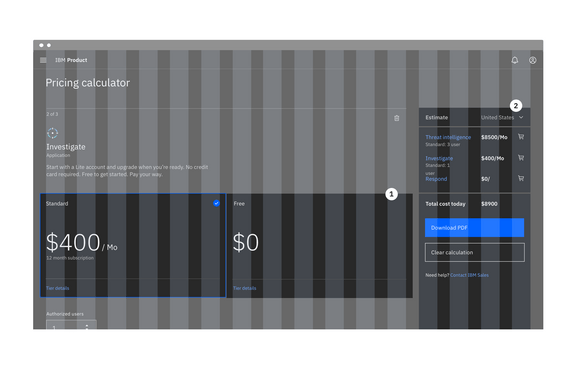 IBM Product
Pricing calculator
2 of 3
Investigate
Application
Start with a Lite account and upgrade when you're ready. No credit
card required. Free to get started. Pay your way.
1
Standard
$400 / Mo
12 month subscription
Tier details
Free
$0
Tier details
Authorized users
1
2
Estimate
United States
Threat intelligence $8500/Mo
Standard: 3 user
Investigate $400/Mo
Standard: 1
user
Respond $0/
Total cost today $8900
Download PDF
Clear calculation
Need help? Contact IBM Sales